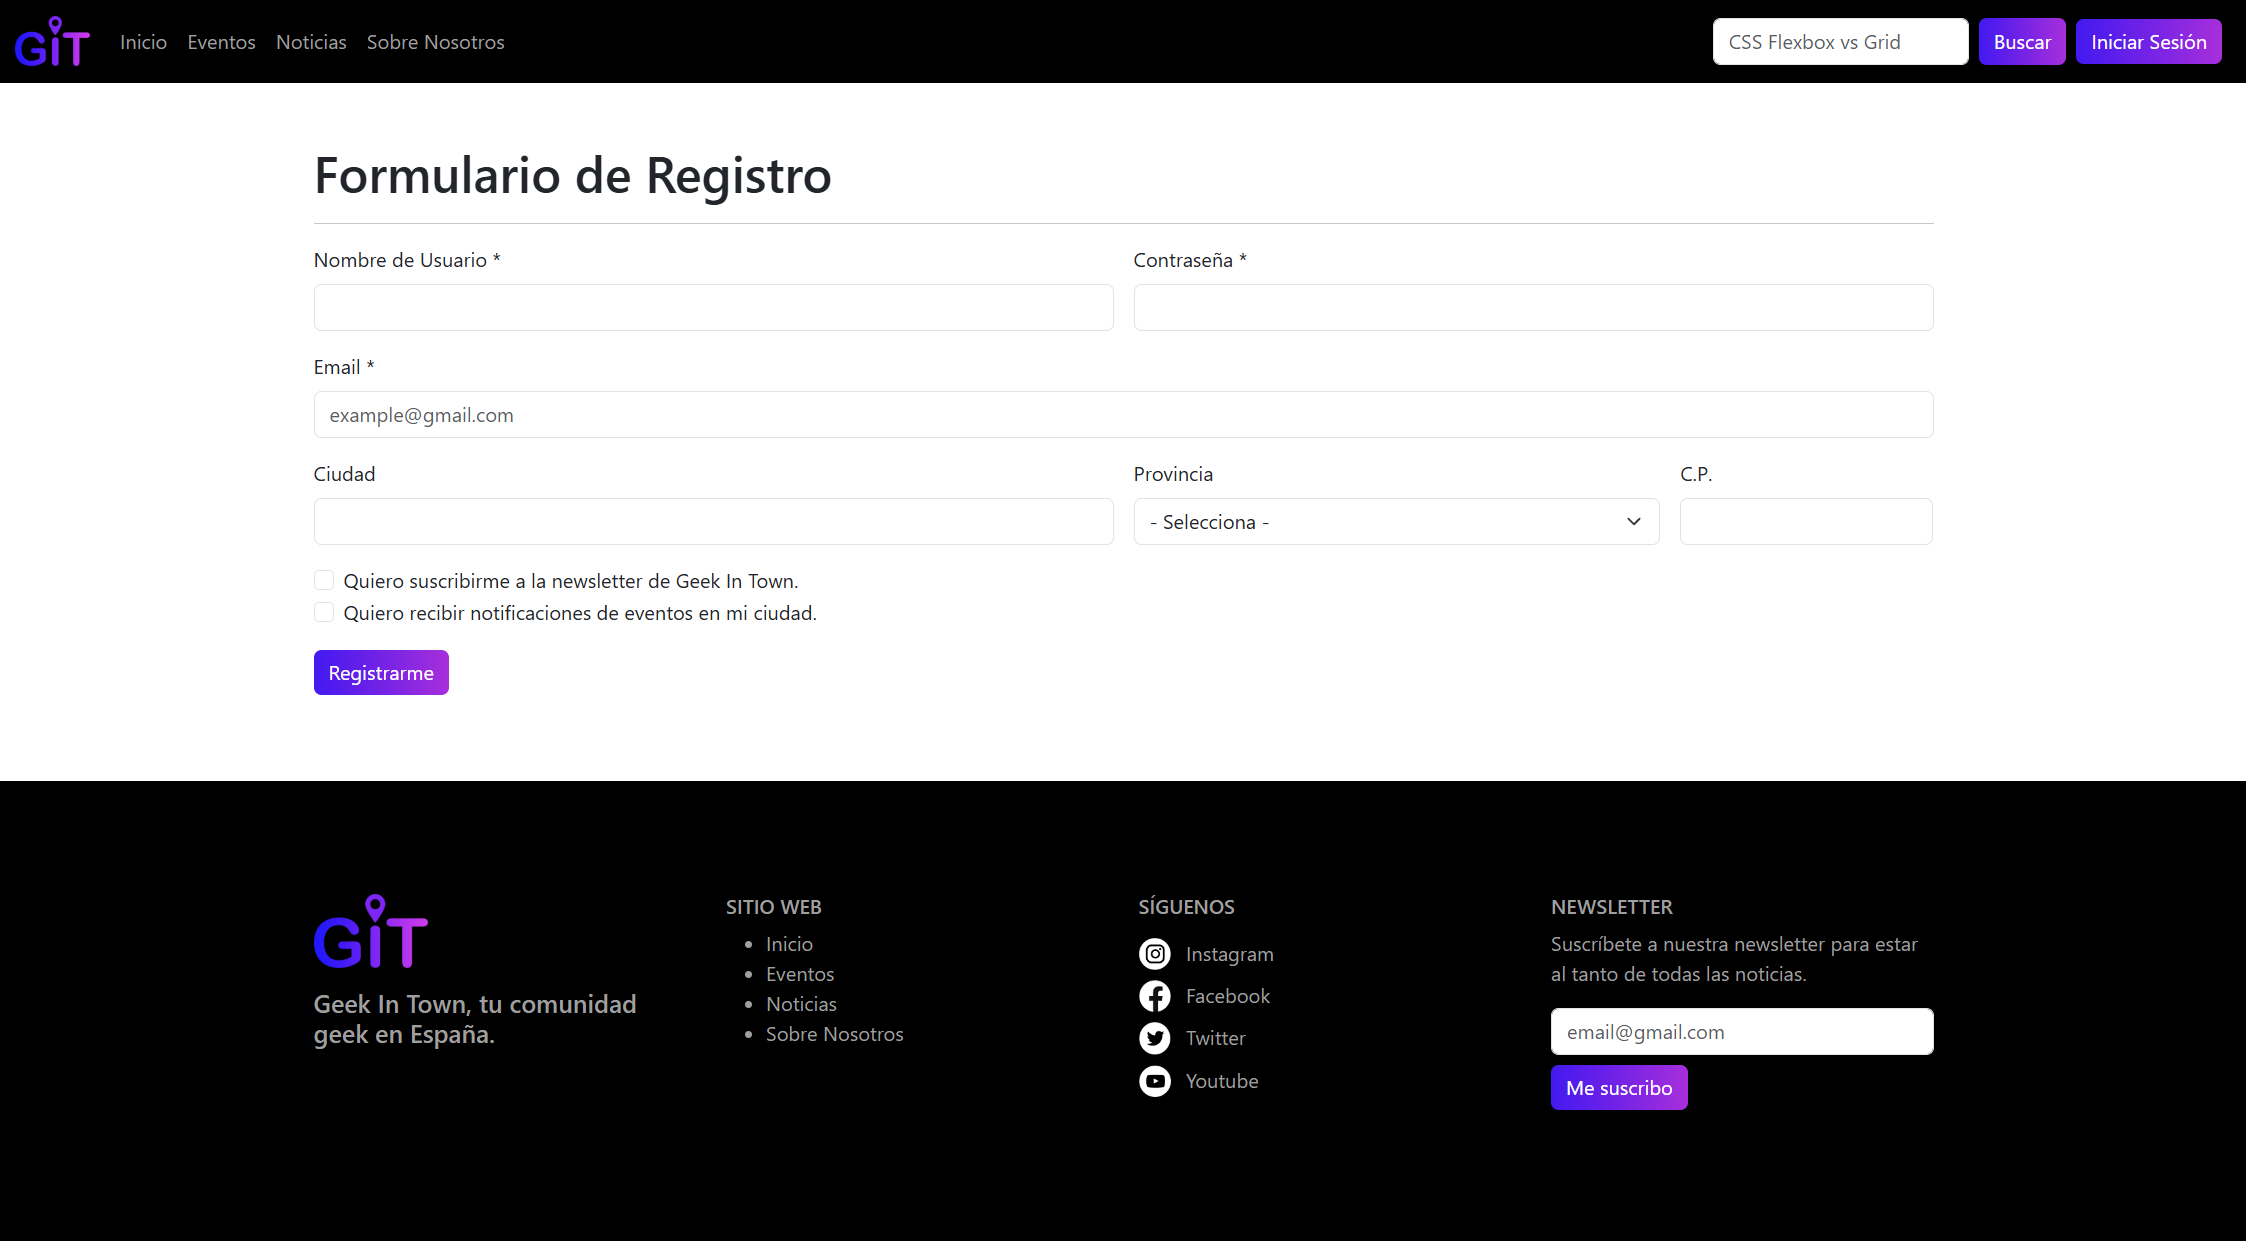 GiT
Inicio Eventos Noticias Sobre Nosotros
CSS Flexbox vs Grid
Buscar
Iniciar Sesión
Formulario de Registro
Nombre de Usuario *
Contraseña *
Email *
example@gmail.com
Ciudad
Provincia
C.P.
- Selecciona -
Quiero suscribirme a la newsletter de Geek In Town.
Quiero recibir notificaciones de eventos en mi ciudad.
Registrarme
GiT
Geek In Town, tu comunidad
geek en España.
SITIO WEB
Inicio
Eventos
Noticias
Sobre Nosotros
SÍGUENOS
Instagram
Facebook
Twitter
Youtube
NEWSLETTER
Suscríbete a nuestra newsletter para estar
al tanto de todas las noticias.
email@gmail.com
Me suscribo